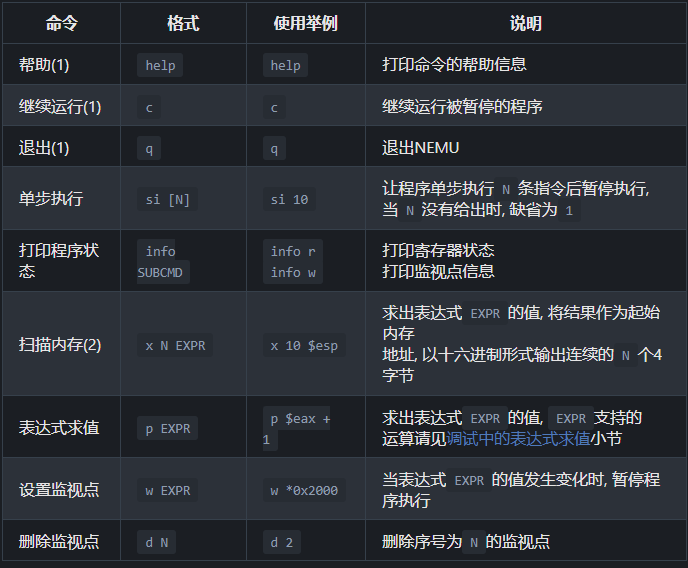 命令 格式 使用举例 说明
帮助(1) help help 打印命令的帮助信息
继续运行(1) c c 继续运行被暂停的程序
退出(1) q q 退出NEMU
单步执行 si [N] si 10 让程序单步执行 N 条指令后暂停执行,
当 N 没有给出时, 缺省为 1
打印程序状
态
info
SUBCMD
info r
info w
打印寄存器状态
打印监视点信息
扫描内存(2) x N EXPR x 10 $esp
求出表达式 EXPR 的值, 将结果作为起始
内存
地址, 以十六进制形式输出连续的 N 个4
字节
表达式求值 p EXPR
p $eax +
1
求出表达式 EXPR 的值, EXPR 支持的
运算请见调试中的表达式求值小节
设置监视点 w EXPR w *0x2000
当表达式 EXPR 的值发生变化时, 暂停程
序执行
删除监视点 d N d 2 删除序号为 N 的监视点